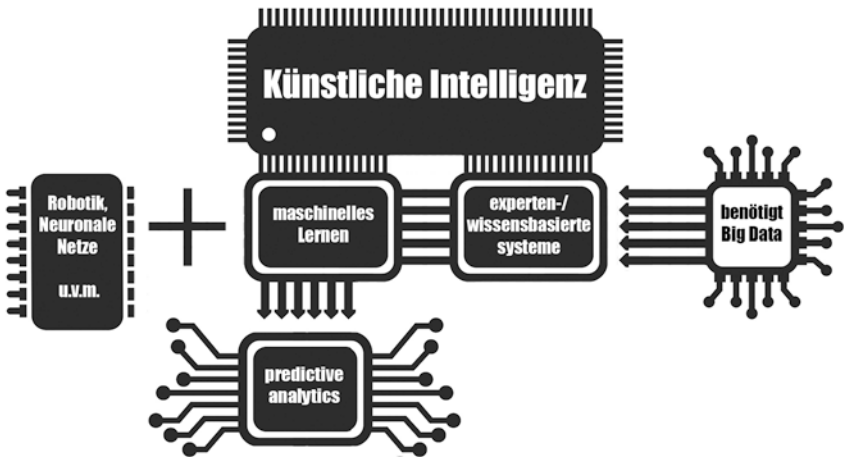 Künstliche Intelligenz
Robotik,
Neuronale
Netze
u.v.m.
maschinelles
Lernen
experten-/
wissensbasierte
systeme
benötigt
Big Data
predictive
analytics